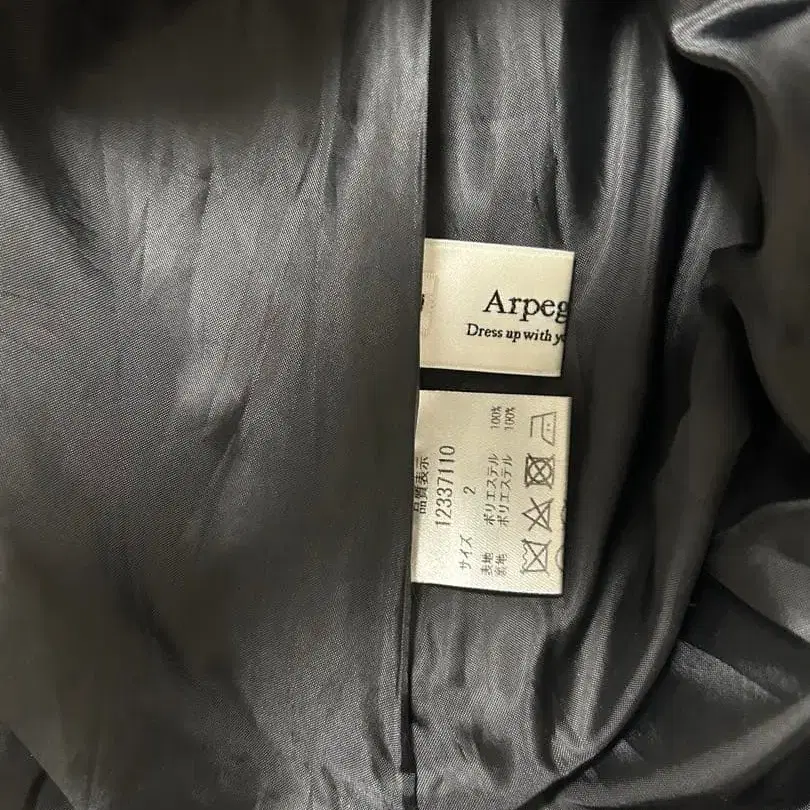 Arpeg
Dress up with yo
品質表示
12337110
サイズ 2
表地 ポリエステル 100%
裏地 ポリエステル 100%